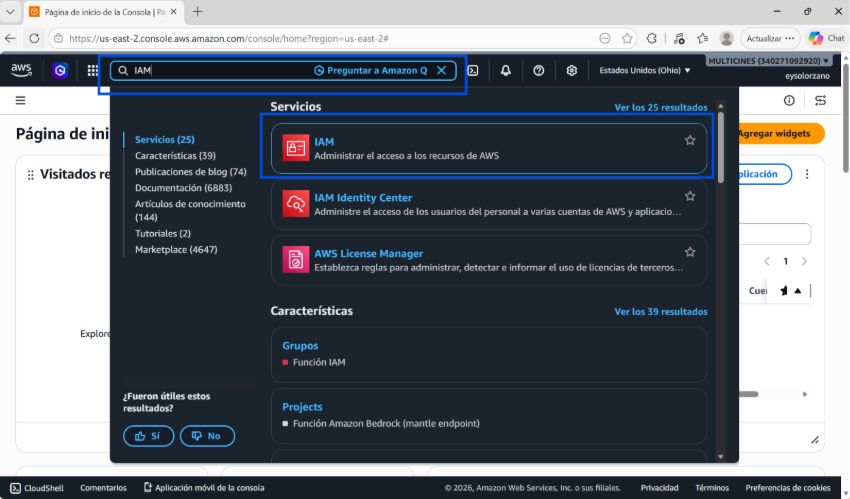 Página de inicio de la Consola | Pá
https://us-east-2.console.aws.amazon.com/console/home?region=us-east-2#
Actualizar
Chat
aws
IAM
Preguntar a Amazon Q
Estados Unidos (Ohio)
MULTICINES (340271092920)
eysolorzano
Página de ini
Agregar widgets
Visitados re
plicación
Servicios (25)
Características (39)
Publicaciones de blog (74)
Documentación (6883)
Artículos de conocimiento
(144)
Tutoriales (2)
Marketplace (4647)
Servicios
Ver los 25 resultados
IAM
Administrar el acceso a los recursos de AWS
IAM Identity Center
Administre el acceso de los usuarios del personal a varias cuentas de AWS y aplicacio...
AWS License Manager
Establezca reglas para administrar, detectar e informar el uso de licencias de terceros...
Características
Ver los 39 resultados
Grupos
Función IAM
Projects
Función Amazon Bedrock (mantle endpoint)
1
Cuen
Explore
¿Fueron útiles estos
resultados?
Sí
No
CloudShell
Comentarios
Aplicación móvil de la consola
© 2026, Amazon Web Services, Inc. o sus filiales.
Privacidad
Términos
Preferencias de cookies